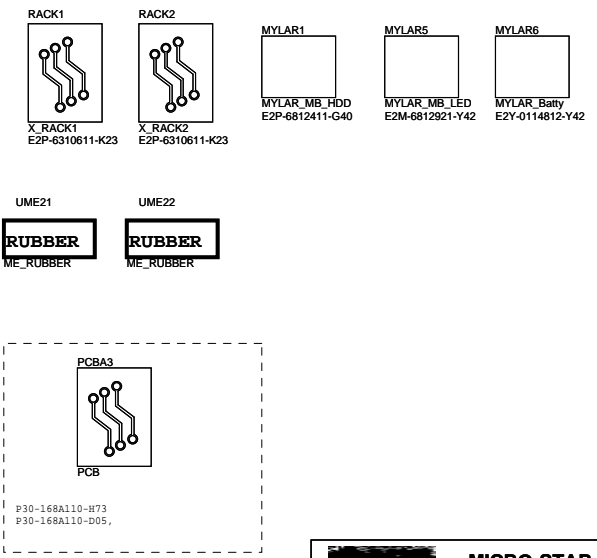 RACK1
RACK2
MYLAR1
MYLAR5
MYLAR6
X_RACK1
E2P-6310611-K23
X_RACK2
E2P-6310611-K23
MYLAR_MB_HDD
E2P-6812411-G40
MYLAR_MB_LED
E2M-6812921-Y42
MYLAR_Batty
E2Y-0114812-Y42
UME21
UME22
RUBBER
RUBBER
ME_RUBBER
ME_RUBBER
PCBA3
PCB
P30-168A110-H73
P30-168A110-D05,